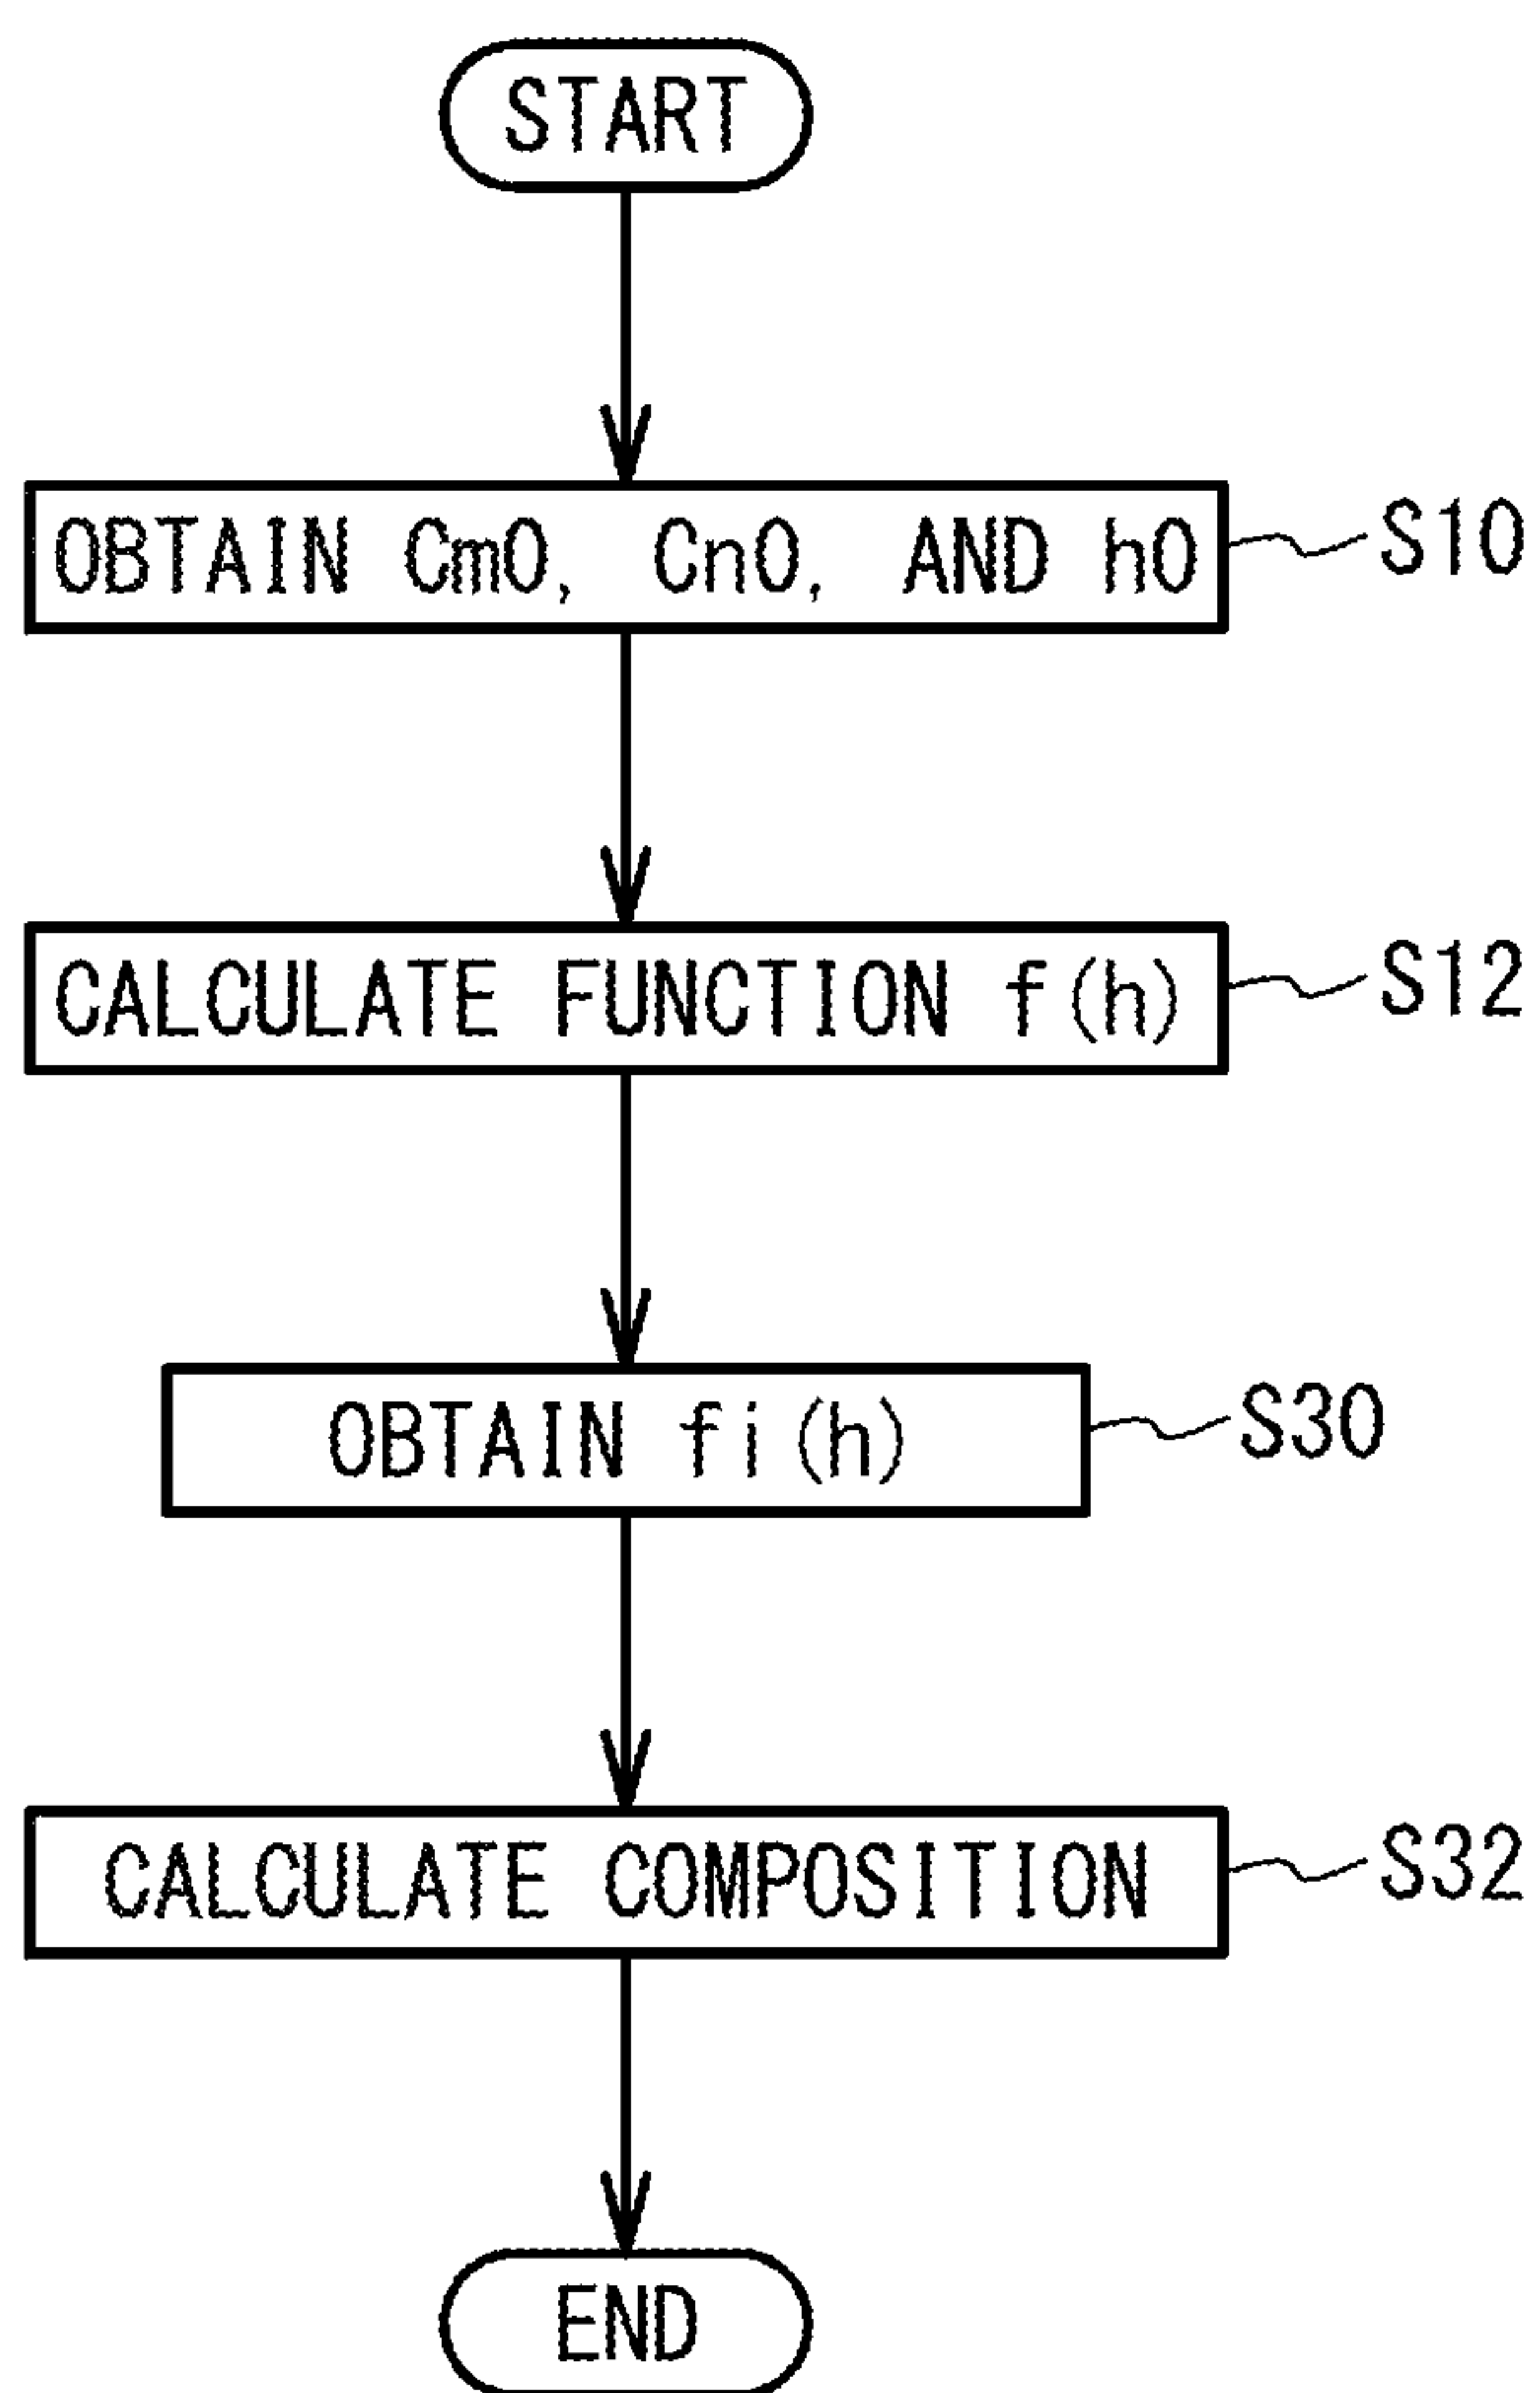 START
OBTAIN Cm0, Cn0, AND h0
S10
CALCULATE FUNCTION f(h)
S12
OBTAIN fi(h)
S30
CALCULATE COMPOSITION
S32
END